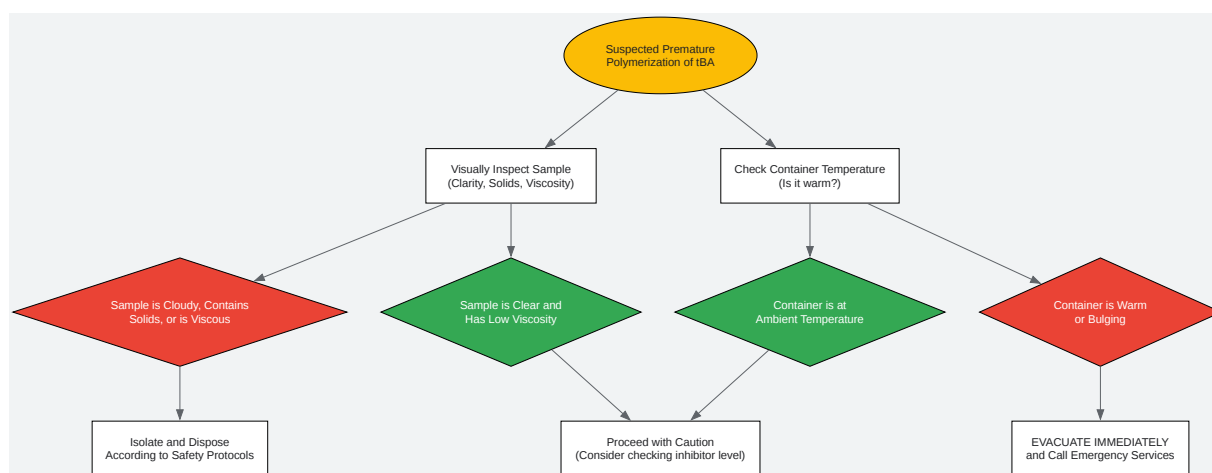 Suspected Premature
Polymerization of tBA
Visually Inspect Sample
(Clarity, Solids, Viscosity)
Check Container Temperature
(Is it warm?)
Sample is Cloudy, Contains
Solids, or is Viscous
Sample is Clear and
Has Low Viscosity
Container is at
Ambient Temperature
Container is Warm
or Bulging
Isolate and Dispose
According to Safety Protocols
Proceed with Caution
(Consider checking inhibitor level)
EVACUATE IMMEDIATELY
and Call Emergency Services